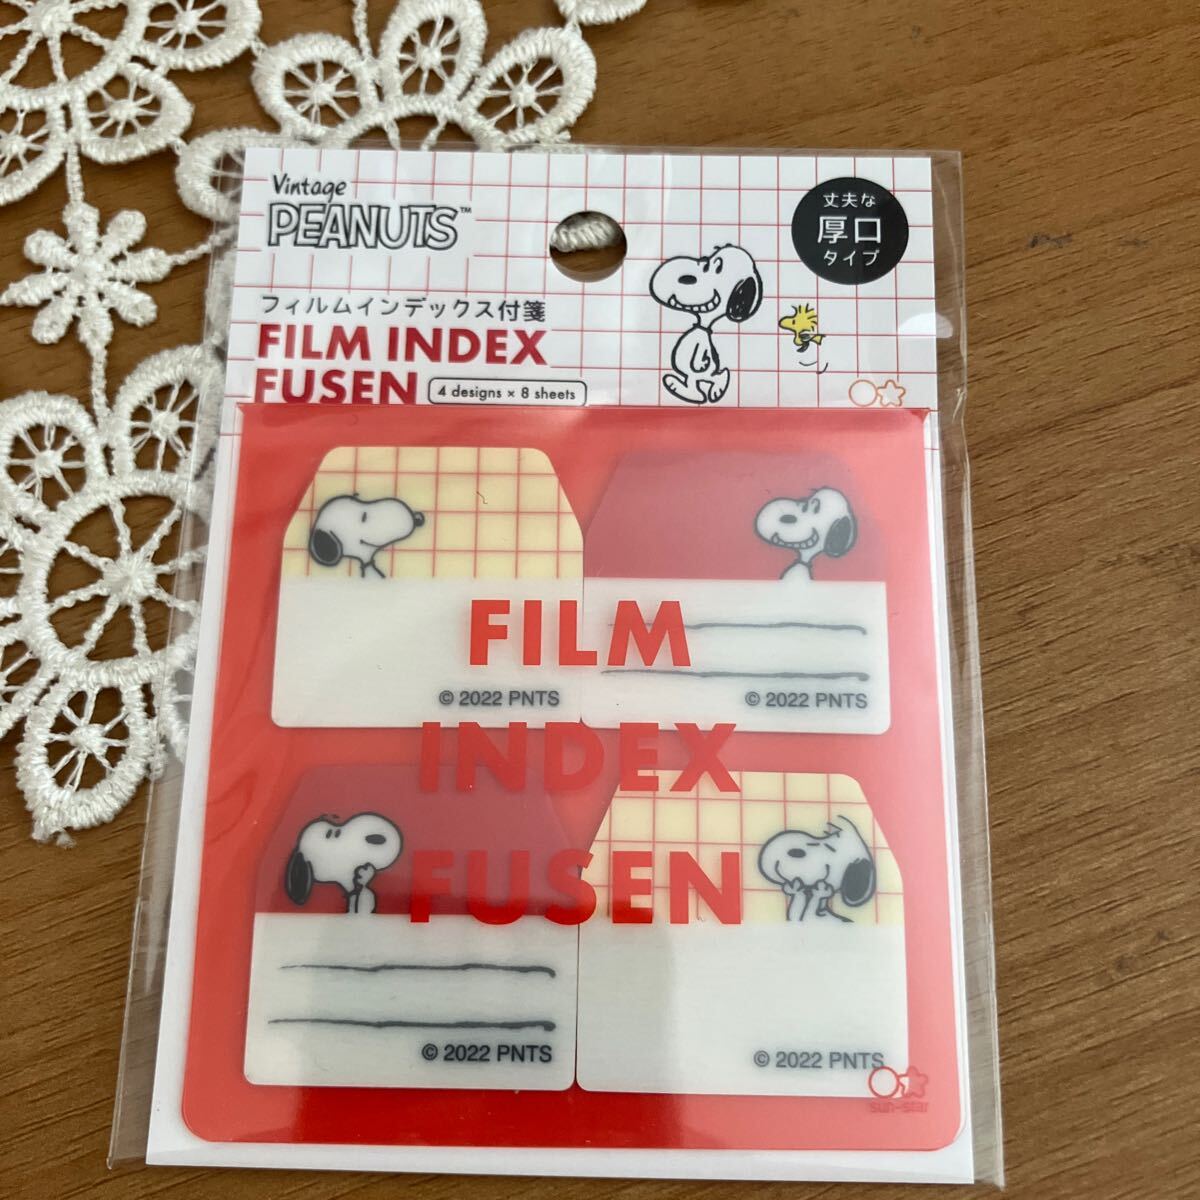 Vintage
PEANUTS™
丈夫な
厚口
タイプ
フィルムインデックス付箋
FILM INDEX
FUSEN
4 designs × 8 sheets
FILM
INDEX
FUSEN
© 2022 PNTS
© 2022 PNTS
© 2022 PNTS
© 2022 PNTS
sun-star